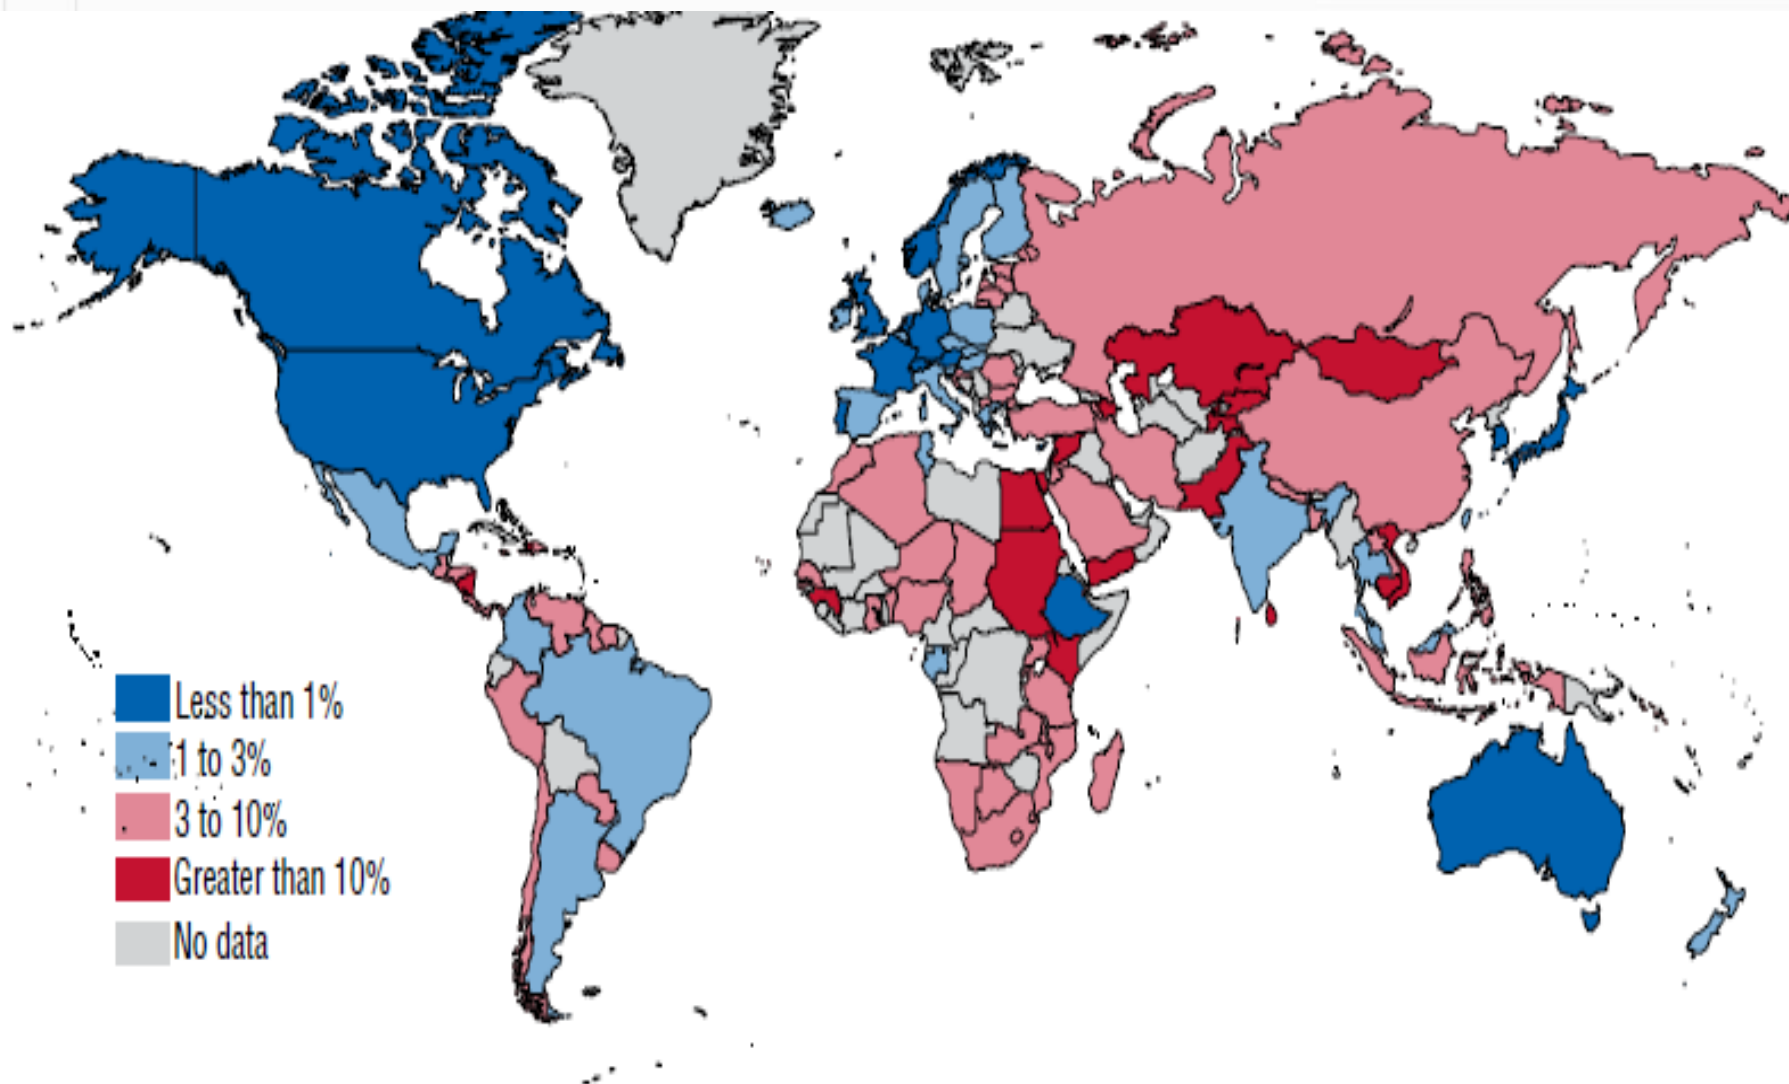 Less than 1%
1 to 3%
3 to 10%
Greater than 10%
No data